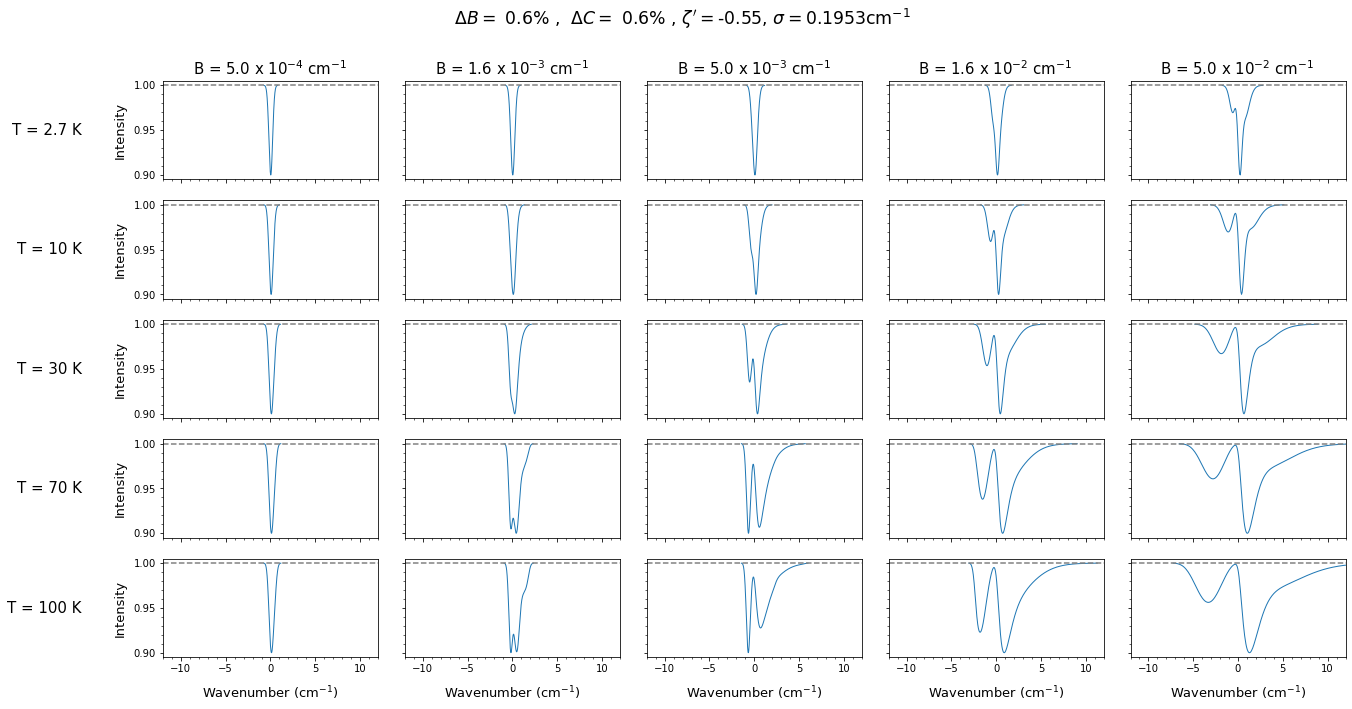 ΔB = 0.6% , ΔC = 0.6% , ζ′ = -0.55, σ = 0.1953cm⁻¹
B = 5.0 x 10⁻⁴ cm⁻¹ B = 1.6 x 10⁻³ cm⁻¹ B = 5.0 x 10⁻³ cm⁻¹ B = 1.6 x 10⁻² cm⁻¹ B = 5.0 x 10⁻² cm⁻¹
1.00
T = 2.7 K Intensity 0.95
0.90
1.00
T = 10 K Intensity 0.95
0.90
1.00
T = 30 K Intensity 0.95
0.90
1.00
T = 70 K Intensity 0.95
0.90
1.00
T = 100 K Intensity 0.95
0.90
−10 −5 0 5 10 −10 −5 0 5 10 −10 −5 0 5 10 −10 −5 0 5 10 −10 −5 0 5 10
Wavenumber (cm⁻¹) Wavenumber (cm⁻¹) Wavenumber (cm⁻¹) Wavenumber (cm⁻¹) Wavenumber (cm⁻¹)